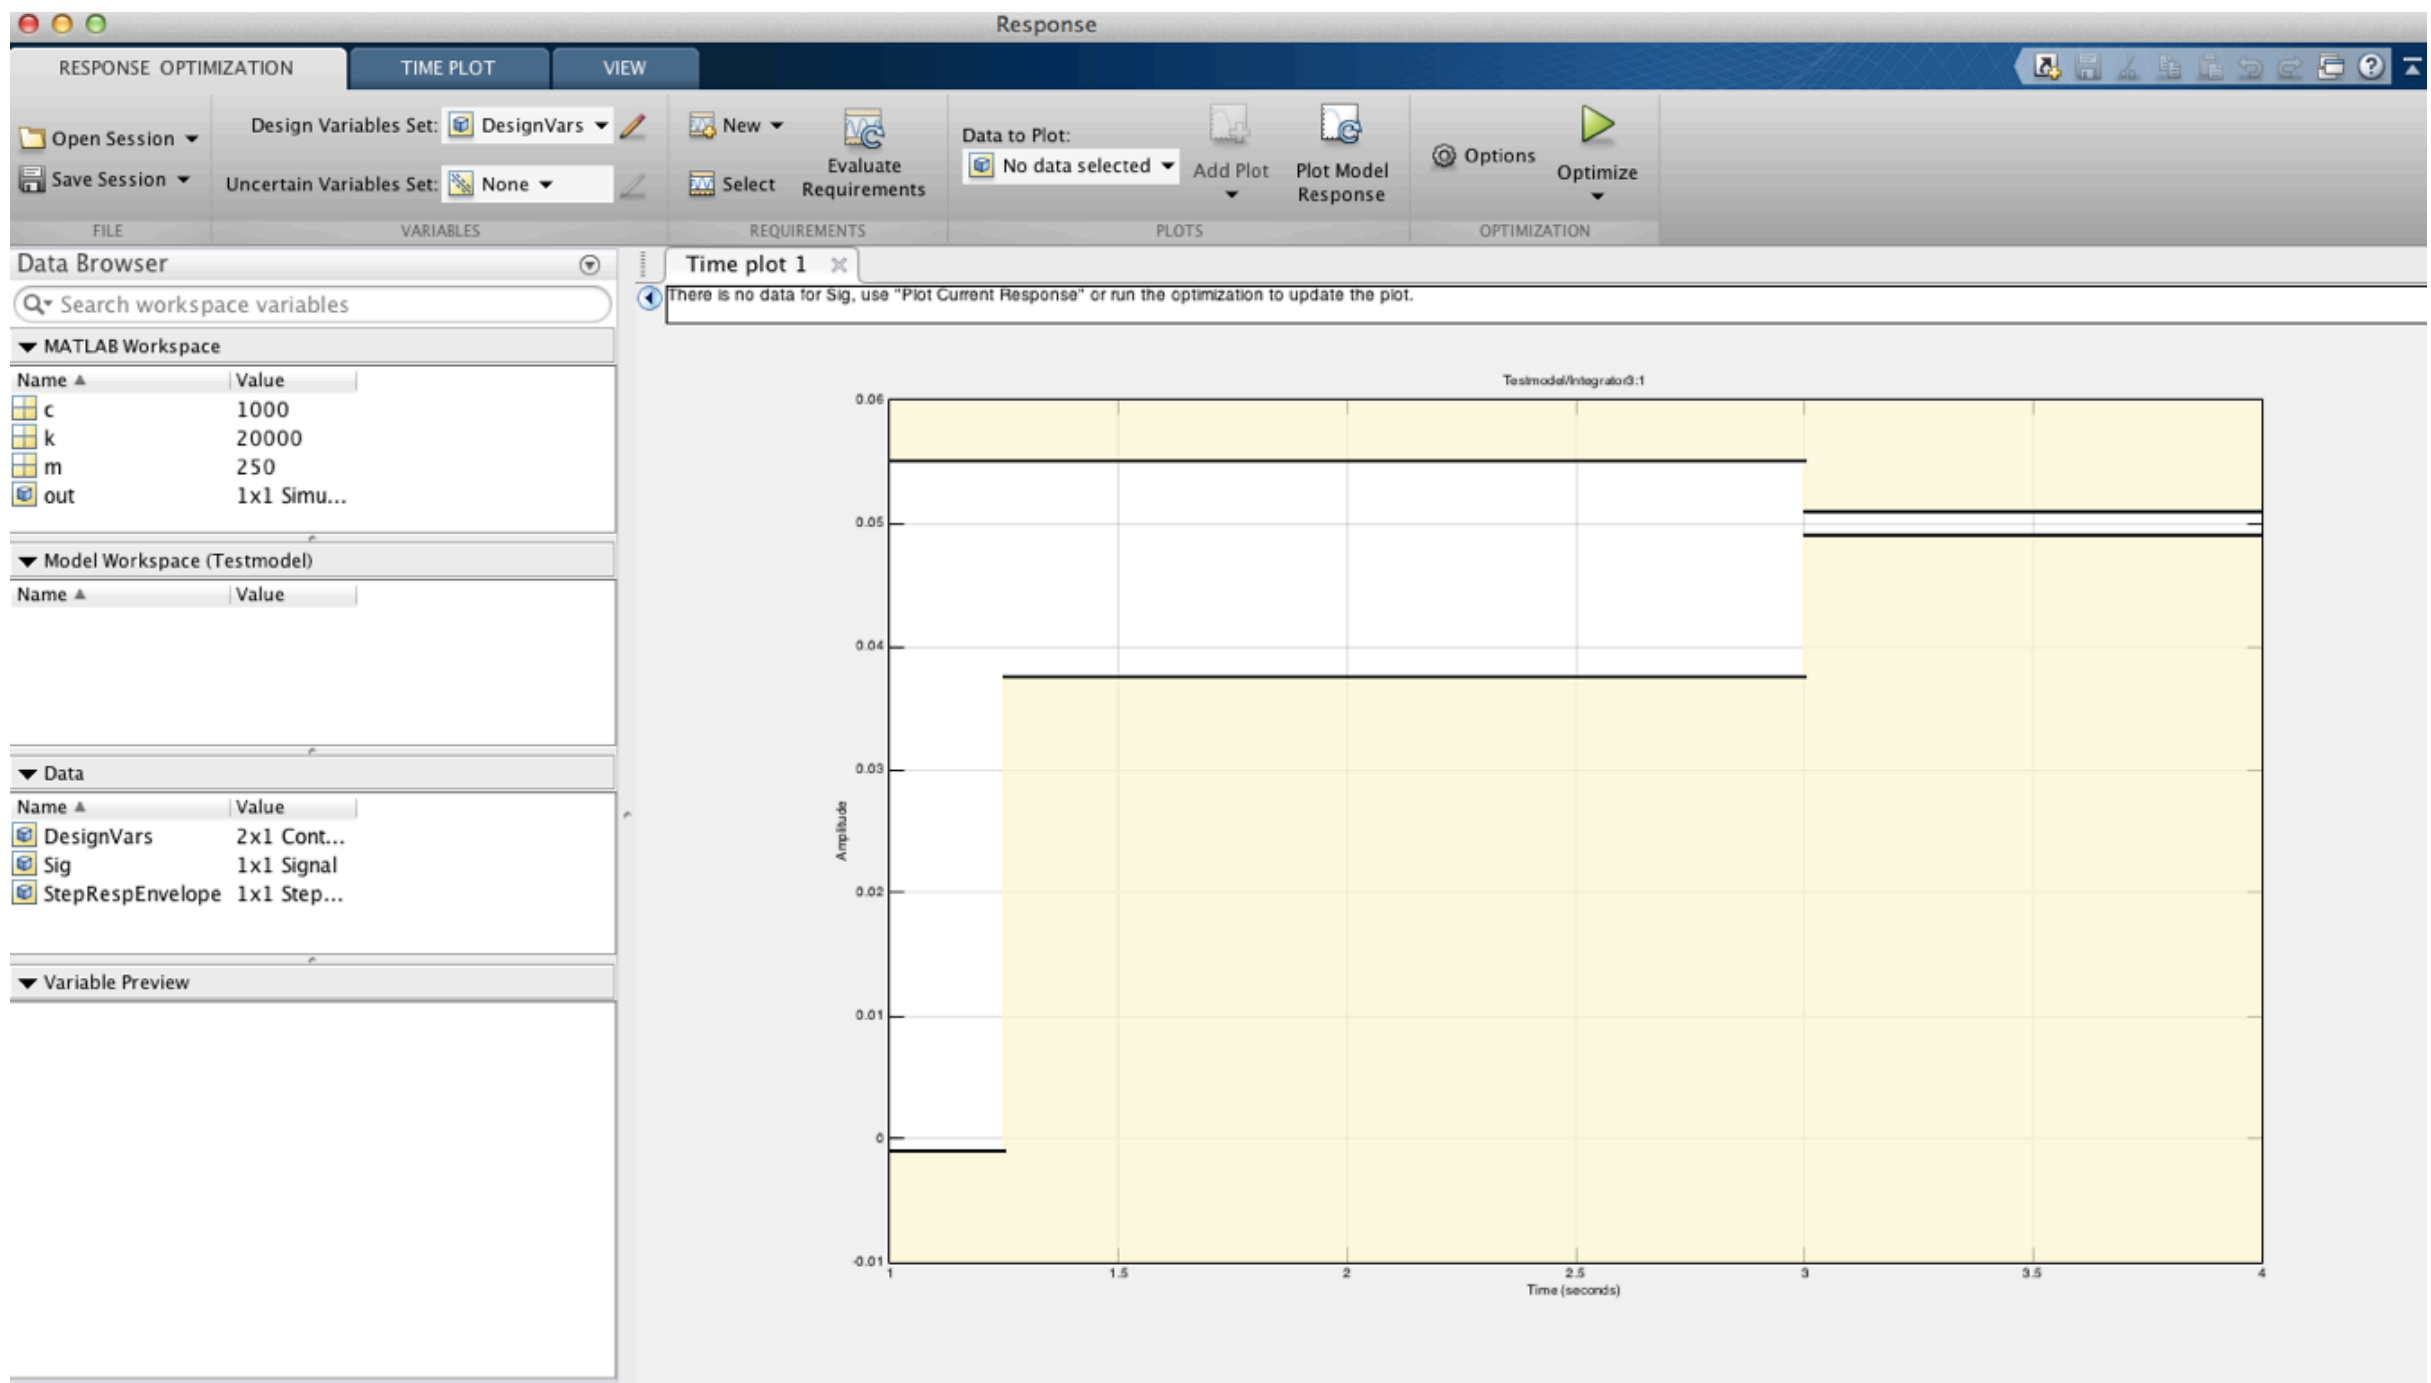 Response
RESPONSE OPTIMIZATION
TIME PLOT
VIEW
Open Session
Save Session
FILE
Design Variables Set: DesignVars
Uncertain Variables Set: None
VARIABLES
New
Select
Evaluate
Requirements
REQUIREMENTS
Data to Plot:
No data selected
Add Plot
Plot Model
Response
PLOTS
Options
Optimize
OPTIMIZATION
Data Browser
Search workspace variables
MATLAB Workspace
Name Value
c 1000
k 20000
m 250
out 1x1 Simu...
Model Workspace (Testmodel)
Name Value
Data
Name Value
DesignVars 2x1 Cont...
Sig 1x1 Signal
StepRespEnvelope 1x1 Step...
Variable Preview
Time plot 1
There is no data for Sig, use "Plot Current Response" or run the optimization to update the plot.
Testmodel/Integrator3:1
0.06
0.05
0.04
0.03
0.02
0.01
0
-0.01
Amplitude
1 1.5 2 2.5 3 3.5 4
Time (seconds)